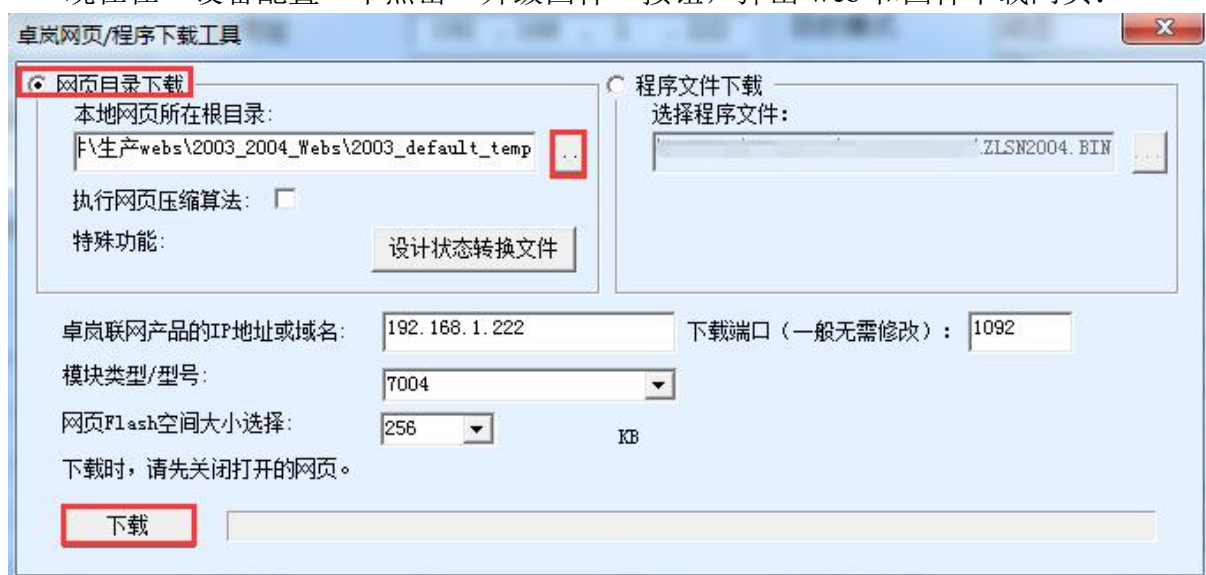 卓岚网页/程序下载工具
网页目录下载
本地网页所在根目录:
\生产webs\2003_2004_Webs\2003_default_temp
..
执行网页压缩算法:
特殊功能:
设计状态转换文件
程序文件下载
选择程序文件:
ZLSN2004.BIN
...
卓岚联网产品的IP地址或域名:
192.168.1.222
下载端口（一般无需修改）:
1092
模块类型/型号:
7004
网页Flash空间大小选择:
256
KB
下载时，请先关闭打开的网页。
下载